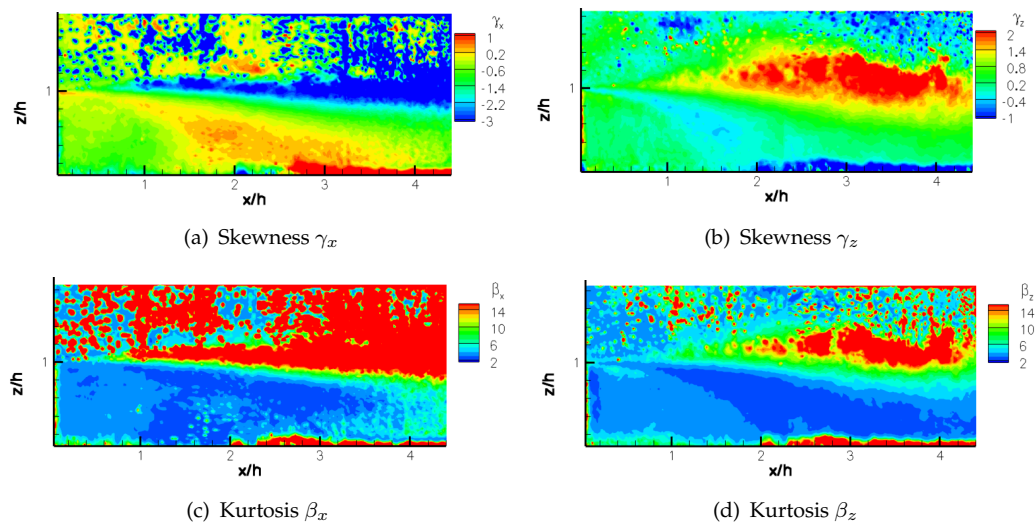 γx
1.2
0.2
-0.6
-1.4
-2.2
-3
z/h
1
1 2 3 4
x/h
(a) Skewness γx
γz
2
1.6
1
0.4
-0.4
-1
z/h
1
1 2 3 4
x/h
(b) Skewness γz
βx
14
10
6
2
z/h
1
1 2 3 4
x/h
(c) Kurtosis βx
βz
14
10
6
2
z/h
1
1 2 3 4
x/h
(d) Kurtosis βz